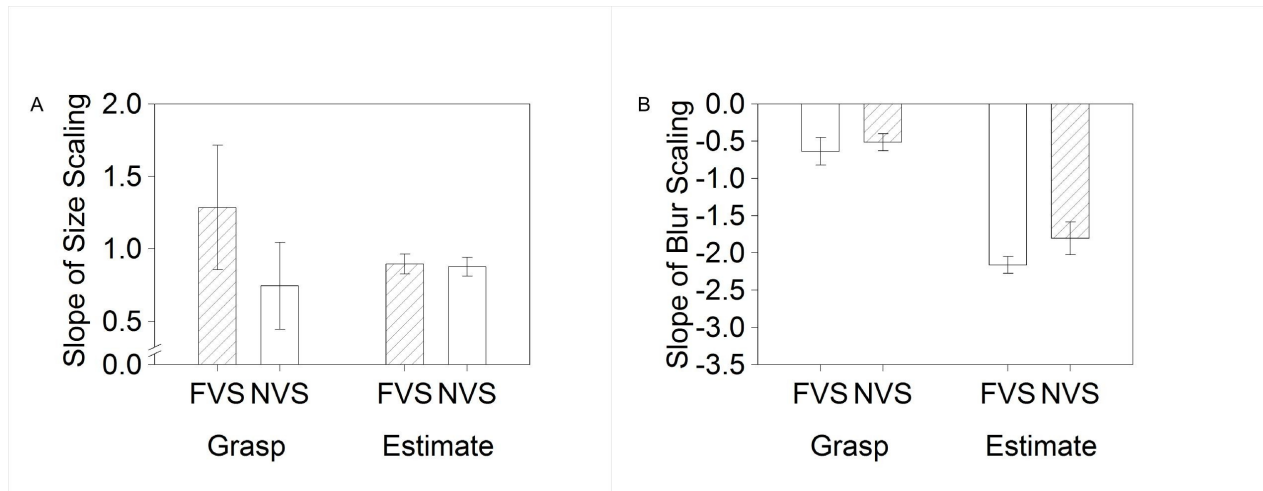 A
Slope of Size Scaling
2.0
1.5
1.0
0.5
0.0
FVS NVS FVS NVS
Grasp Estimate
B
Slope of Blur Scaling
0.0
-0.5
-1.0
-1.5
-2.0
-2.5
-3.0
-3.5
FVS NVS FVS NVS
Grasp Estimate